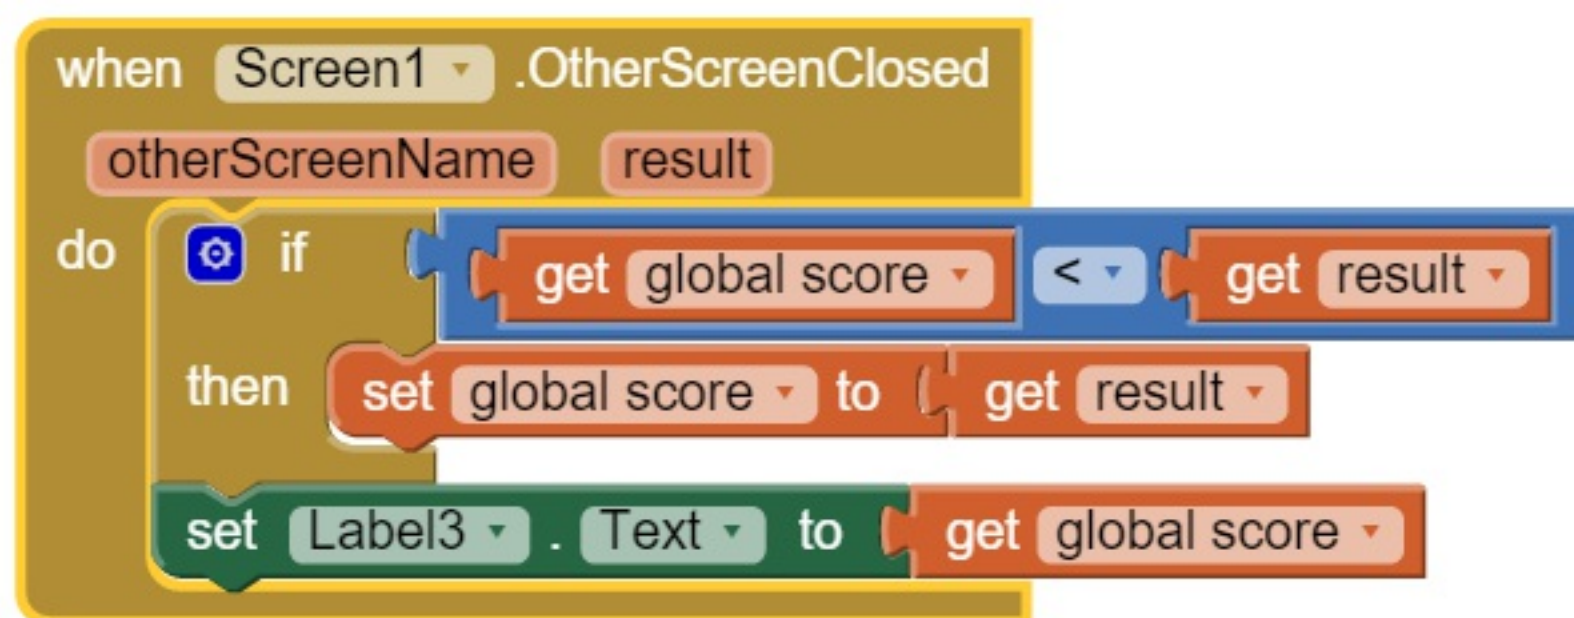 when Screen1 .OtherScreenClosed
otherScreenName result
do if get global score < get result
then set global score to get result
set Label3 . Text to get global score